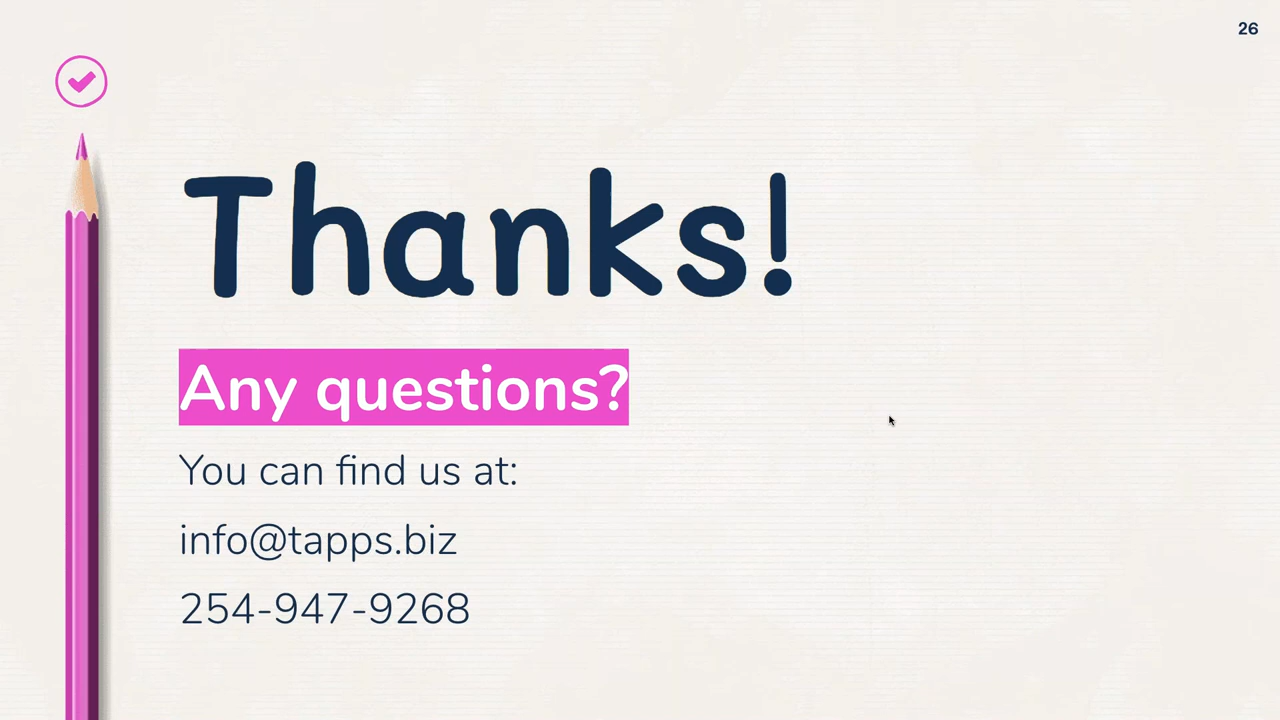 26
Thanks!
Any questions?
You can find us at:
info@tapps.biz
254-947-9268